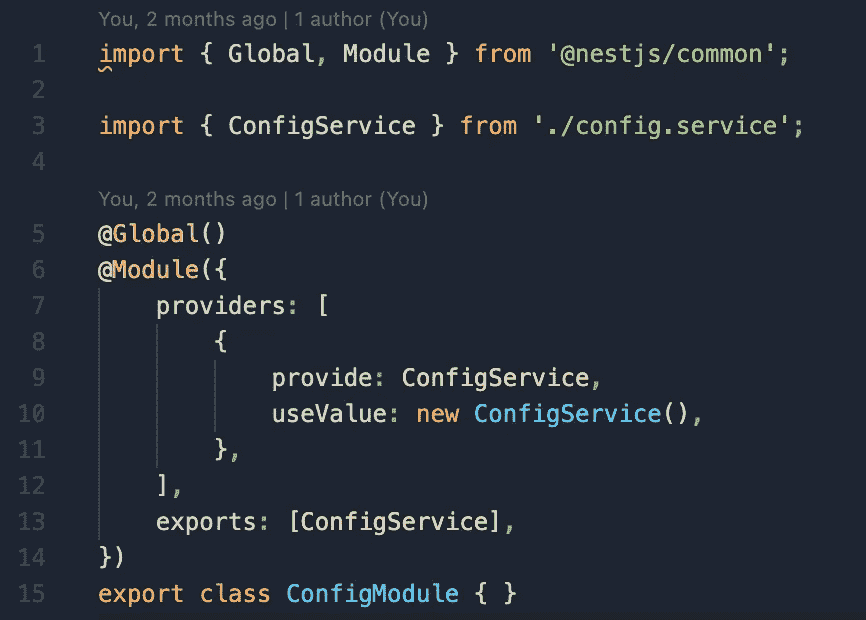 You, 2 months ago | 1 author (You)
1 import { Global, Module } from '@nestjs/common';
2
3 import { ConfigService } from './config.service';
4
You, 2 months ago | 1 author (You)
5 @Global()
6 @Module({
7     providers: [
8         {
9             provide: ConfigService,
10             useValue: new ConfigService(),
11         },
12     ],
13     exports: [ConfigService],
14 })
15 export class ConfigModule { }